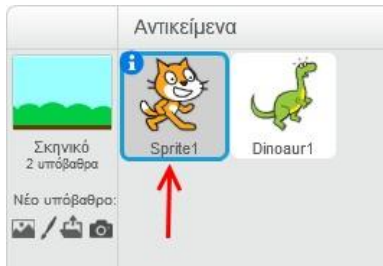 Αντικείμενα
Sprite1
Dinoaur1
Σκηνικό
2 υπόβαθρα
Νέο υπόβαθρο: